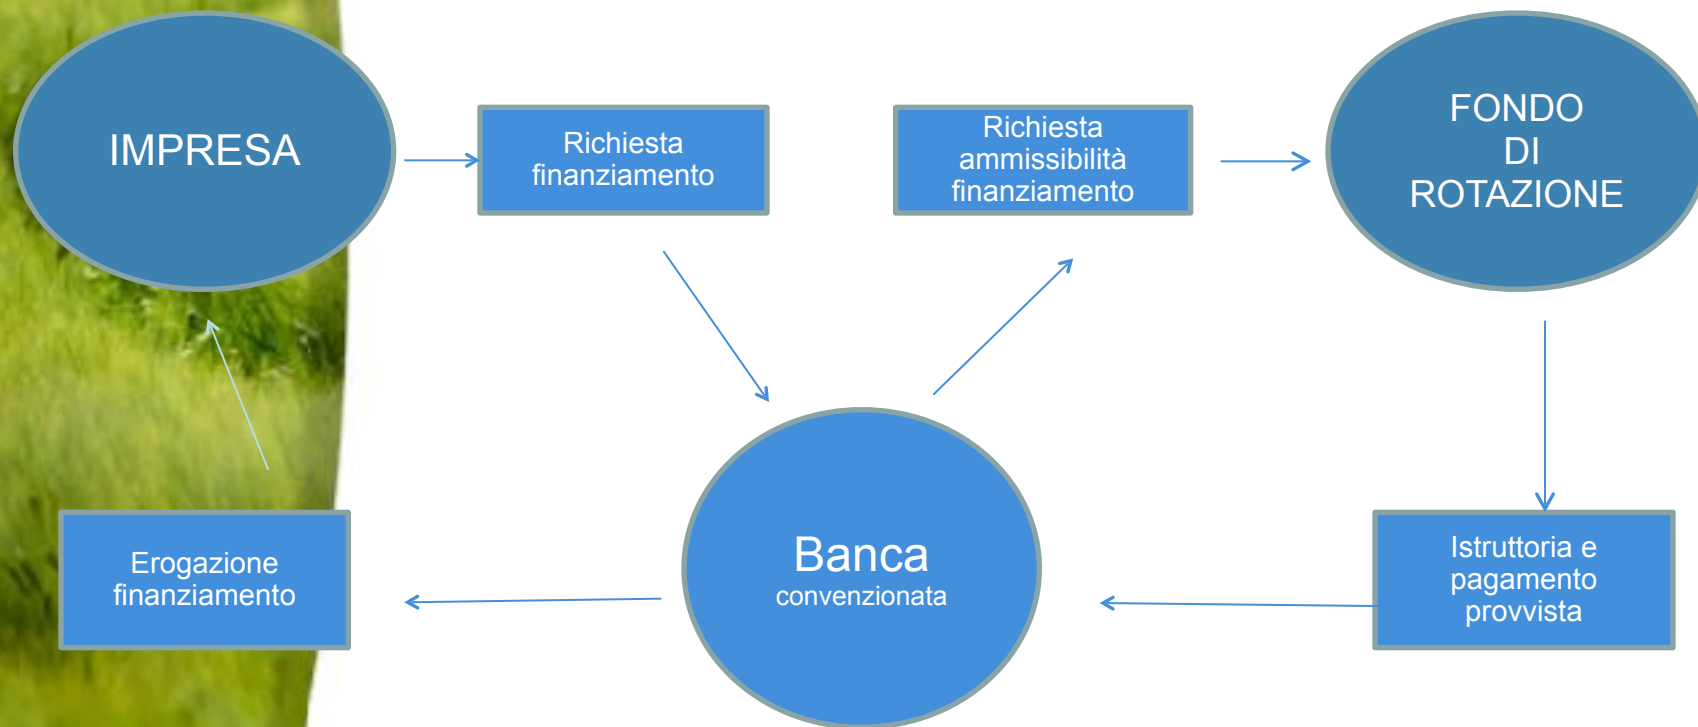 IMPRESA
Richiesta
finanziamento
Richiesta
ammissibilità
finanziamento
FONDO
DI
ROTAZIONE
Erogazione
finanziamento
Banca
convenzionata
Istruttoria e
pagamento
provvista